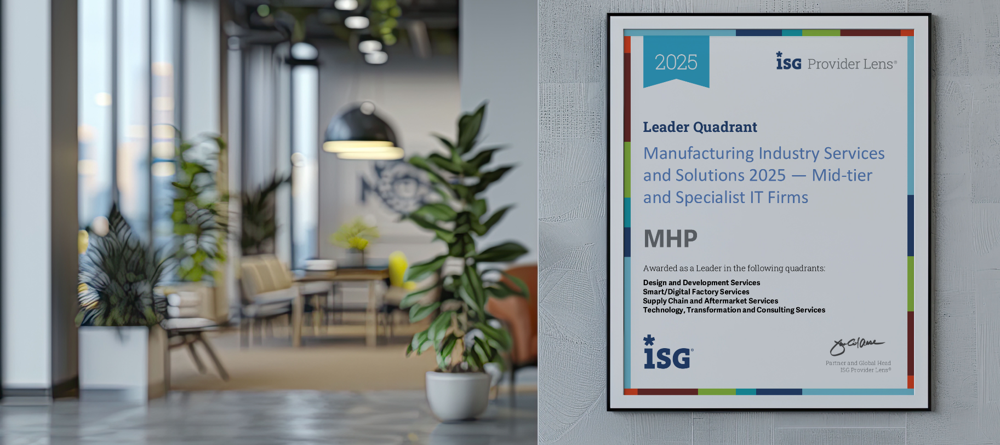 2025
iSG Provider Lens®
Leader Quadrant
Manufacturing Industry Services
and Solutions 2025 — Mid-tier
and Specialist IT Firms
MHP
Awarded as a Leader in the following quadrants:
Design and Development Services
Smart/Digital Factory Services
Supply Chain and Aftermarket Services
Technology, Transformation and Consulting Services
iSG®
Partner and Global Head
ISG Provider Lens®